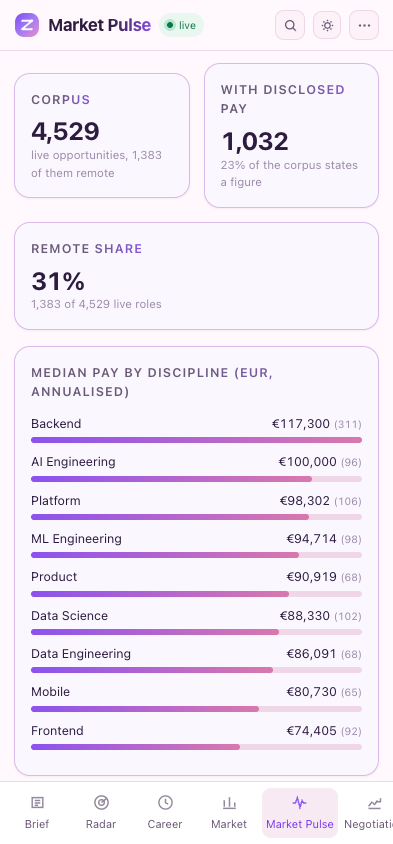 Z Market Pulse live
CORPUS
4,529
live opportunities, 1,383
of them remote
WITH DISCLOSED
PAY
1,032
23% of the corpus states
a figure
REMOTE SHARE
31%
1,383 of 4,529 live roles
MEDIAN PAY BY DISCIPLINE (EUR,
ANNUALISED)
Backend €117,300 (311)
AI Engineering €100,000 (96)
Platform €98,302 (106)
ML Engineering €94,714 (98)
Product €90,919 (68)
Data Science €88,330 (102)
Data Engineering €86,091 (68)
Mobile €80,730 (65)
Frontend €74,405 (92)
Brief Radar Career Market Market Pulse Negotiati